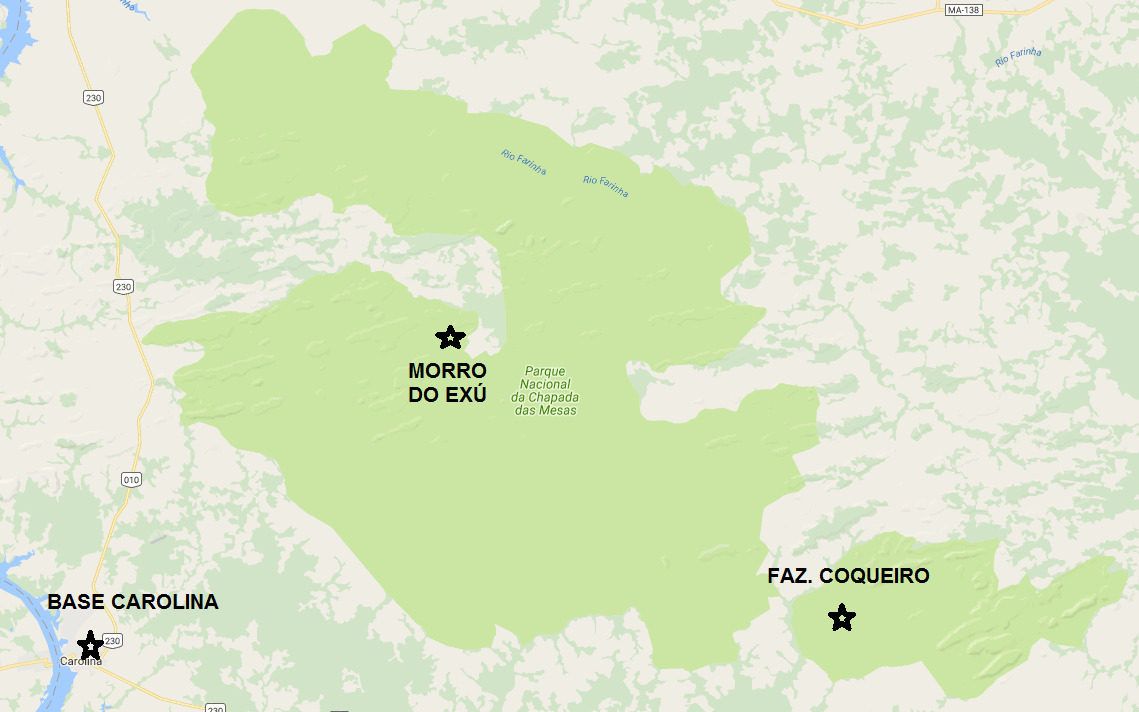 MA-138
Rio Farinha
230
Rio Farinha
Rio Farinha
230
MORRO
DO EXÚ
Parque
Nacional
da Chapada
das Mesas
010
FAZ. COQUEIRO
BASE CAROLINA
230
Carolina
230